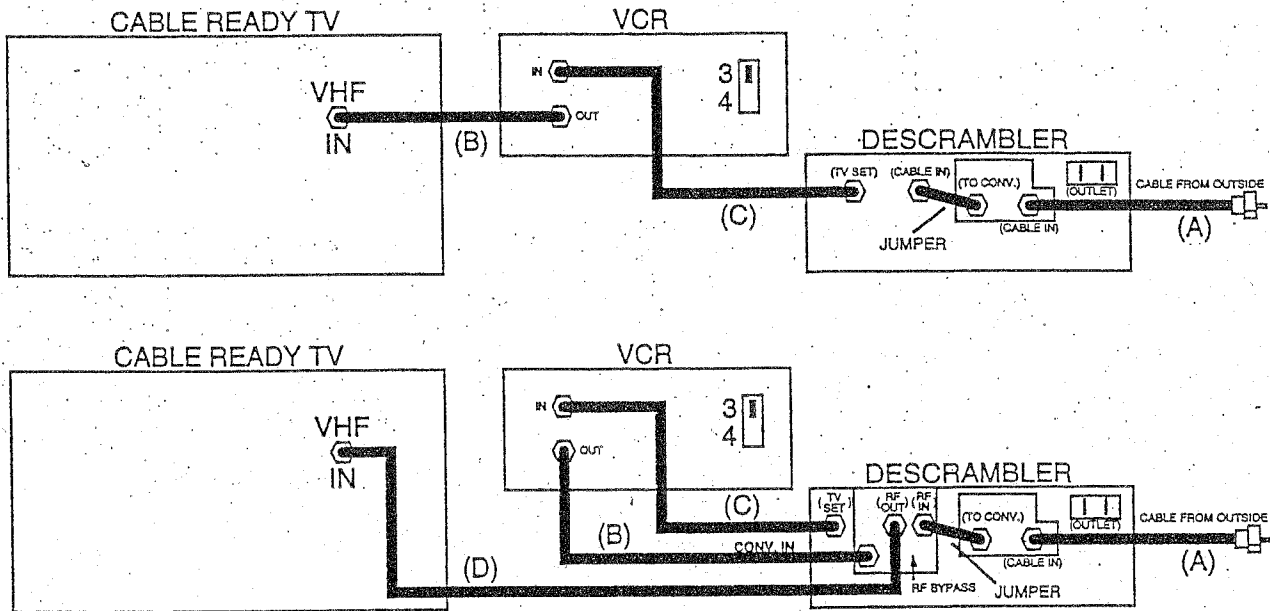 CABLE READY TV
VCR
IN
3
4
VHF
IN
OUT
(B)
DESCRAMBLER
(TV SET)
(CABLE IN)
(TO CONV.)
(OUTLET)
CABLE FROM OUTSIDE
(C)
JUMPER
(CABLE IN)
(A)
CABLE READY TV
VCR
IN
3
4
VHF
IN
OUT
DESCRAMBLER
(C)
(TV SET)
(RF OUT)
(RF IN)
(TO CONV.)
(OUTLET)
CABLE FROM OUTSIDE
(B)
CONV. IN
(CABLE IN)
(A)
(D)
RF BYPASS
JUMPER